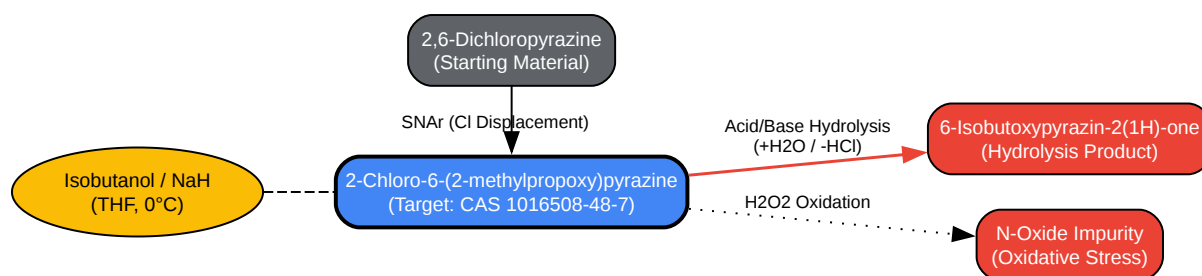 2,6-Dichloropyrazine
(Starting Material)
SNAr (Cl Displacement)
Isobutanol / NaH
(THF, 0°C)
2-Chloro-6-(2-methylpropoxy)pyrazine
(Target: CAS 1016508-48-7)
Acid/Base Hydrolysis
(+H2O / -HCl)
6-Isobutoxypyrazin-2(1H)-one
(Hydrolysis Product)
H2O2 Oxidation
N-Oxide Impurity
(Oxidative Stress)